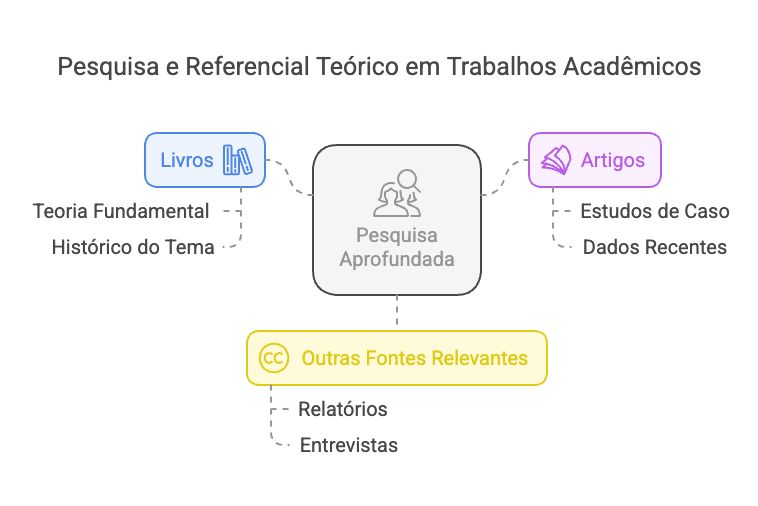 Pesquisa e Referencial Teórico em Trabalhos Acadêmicos
Livros
Teoria Fundamental
Histórico do Tema
Pesquisa
Aprofundada
Artigos
Estudos de Caso
Dados Recentes
CC
Outras Fontes Relevantes
Relatórios
Entrevistas